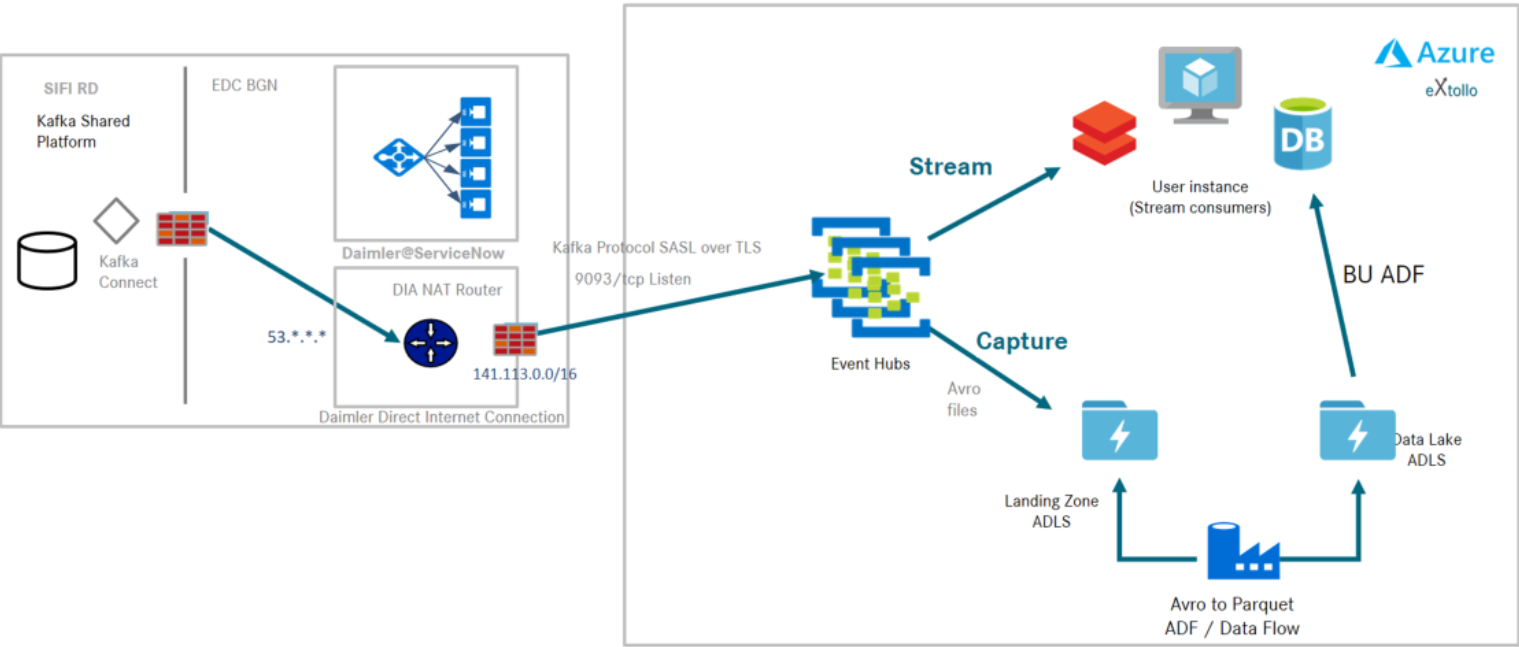 SIFI RD
Kafka Shared
Platform
EDC BGN
Kafka
Connect
53.*.*.*
Daimler@ServiceNow
DIA NAT Router
141.113.0.0/16
Daimler Direct Internet Connection
Kafka Protocol SASL over TLS
9093/tcp Listen
Azure
eXtollo
Stream
DB
User instance
(Stream consumers)
Event Hubs
Capture
Avro
files
BU ADF
Landing Zone
ADLS
Data Lake
ADLS
Avro to Parquet
ADF / Data Flow